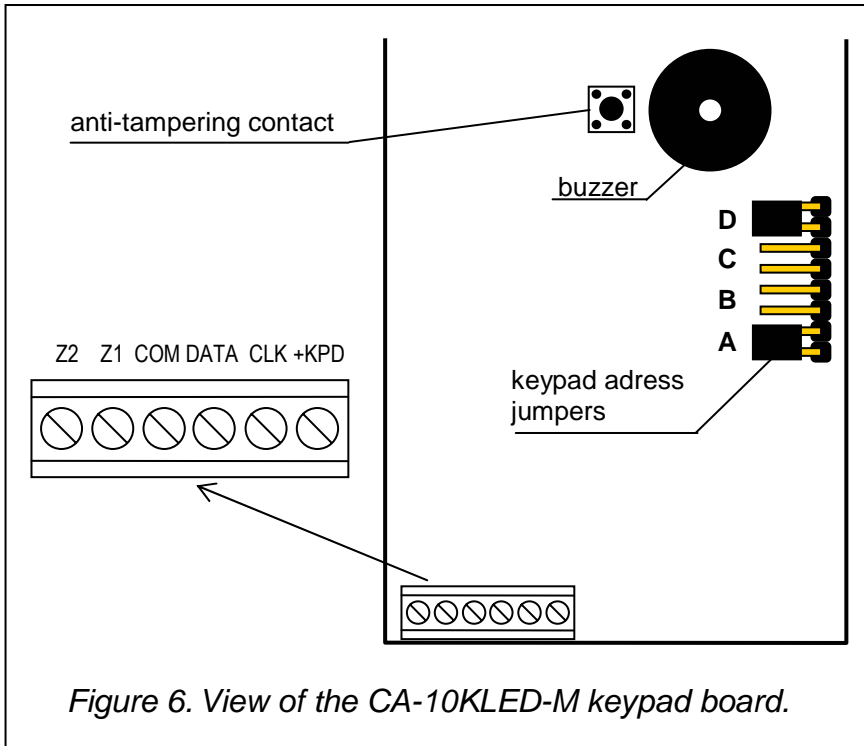 anti-tampering contact
buzzer
D
C
B
A
Z2 Z1 COM DATA CLK +KPD
keypad adress
jumpers
Figure 6. View of the CA-10KLED-M keypad board.